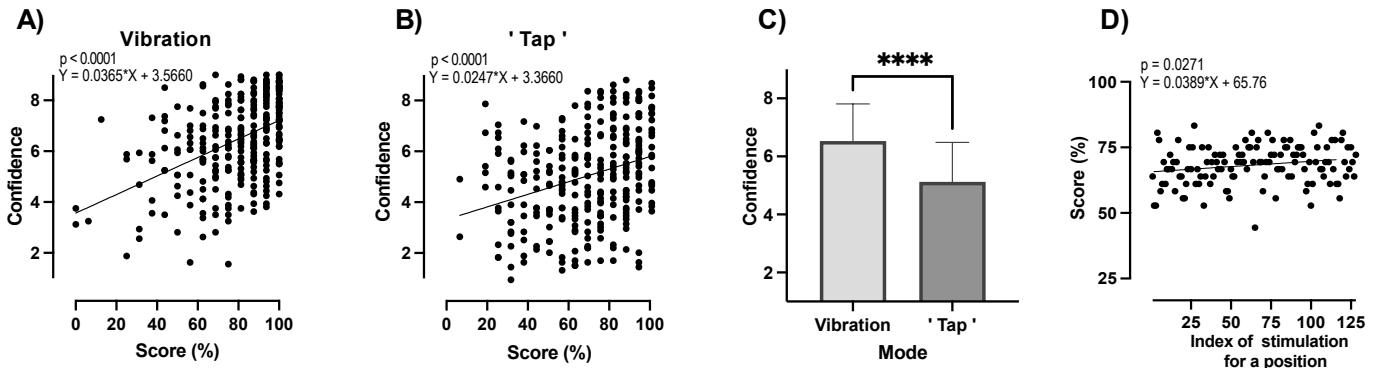 A)
Vibration
p < 0.0001
Y = 0.0365*X + 3.5660
8
6
4
2
Confidence
0
20
40
60
80
100
Score (%)
B)
' Tap '
p < 0.0001
Y = 0.0247*X + 3.3660
8
6
4
2
Confidence
0
20
40
60
80
100
Score (%)
C)
****
8
6
4
2
Confidence
Vibration
' Tap '
Mode
D)
p = 0.0271
Y = 0.0389*X + 65.76
100
75
50
25
Score (%)
25
50
75
100
125
Index of stimulation
for a position